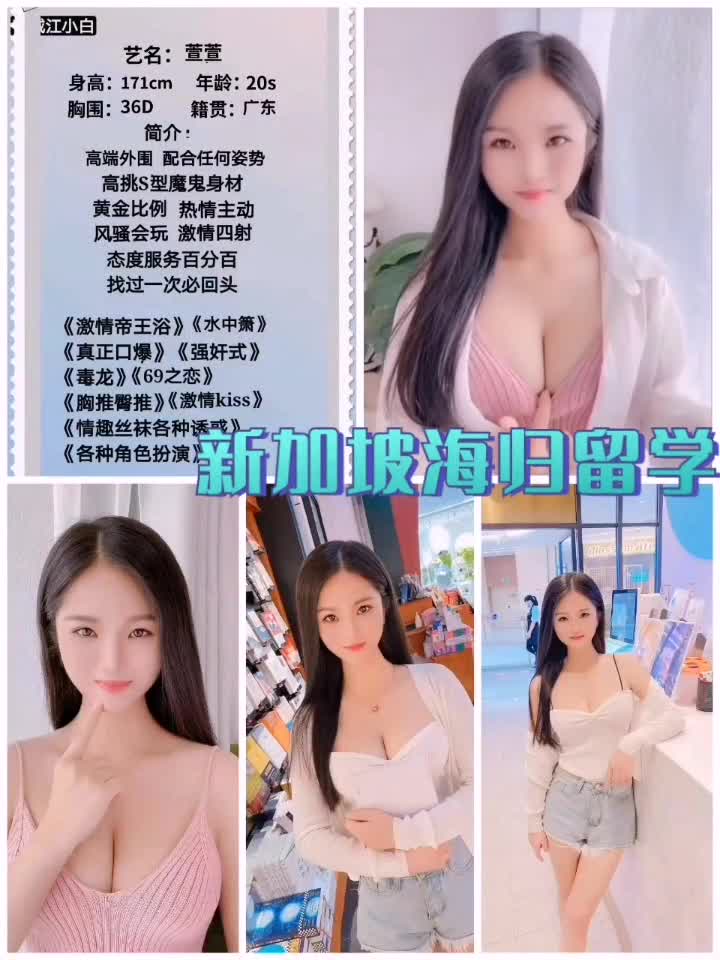 江小白
艺名：萱萱
身高：171cm 年龄：20s
胸围：36D 籍贯：广东
简介：
高端外围 配合任何姿势
高挑S型魔鬼身材
黄金比例 热情主动
风骚会玩 激情四射
态度服务百分百
找过一次必回头
《激情帝王浴》《水中箫》
《真正口爆》《强奸式》
《毒龙》《69之恋》
《胸推臀推》《激情kiss》
《情趣丝袜各种诱惑》
《各种角色扮演》
新加坡海归留学